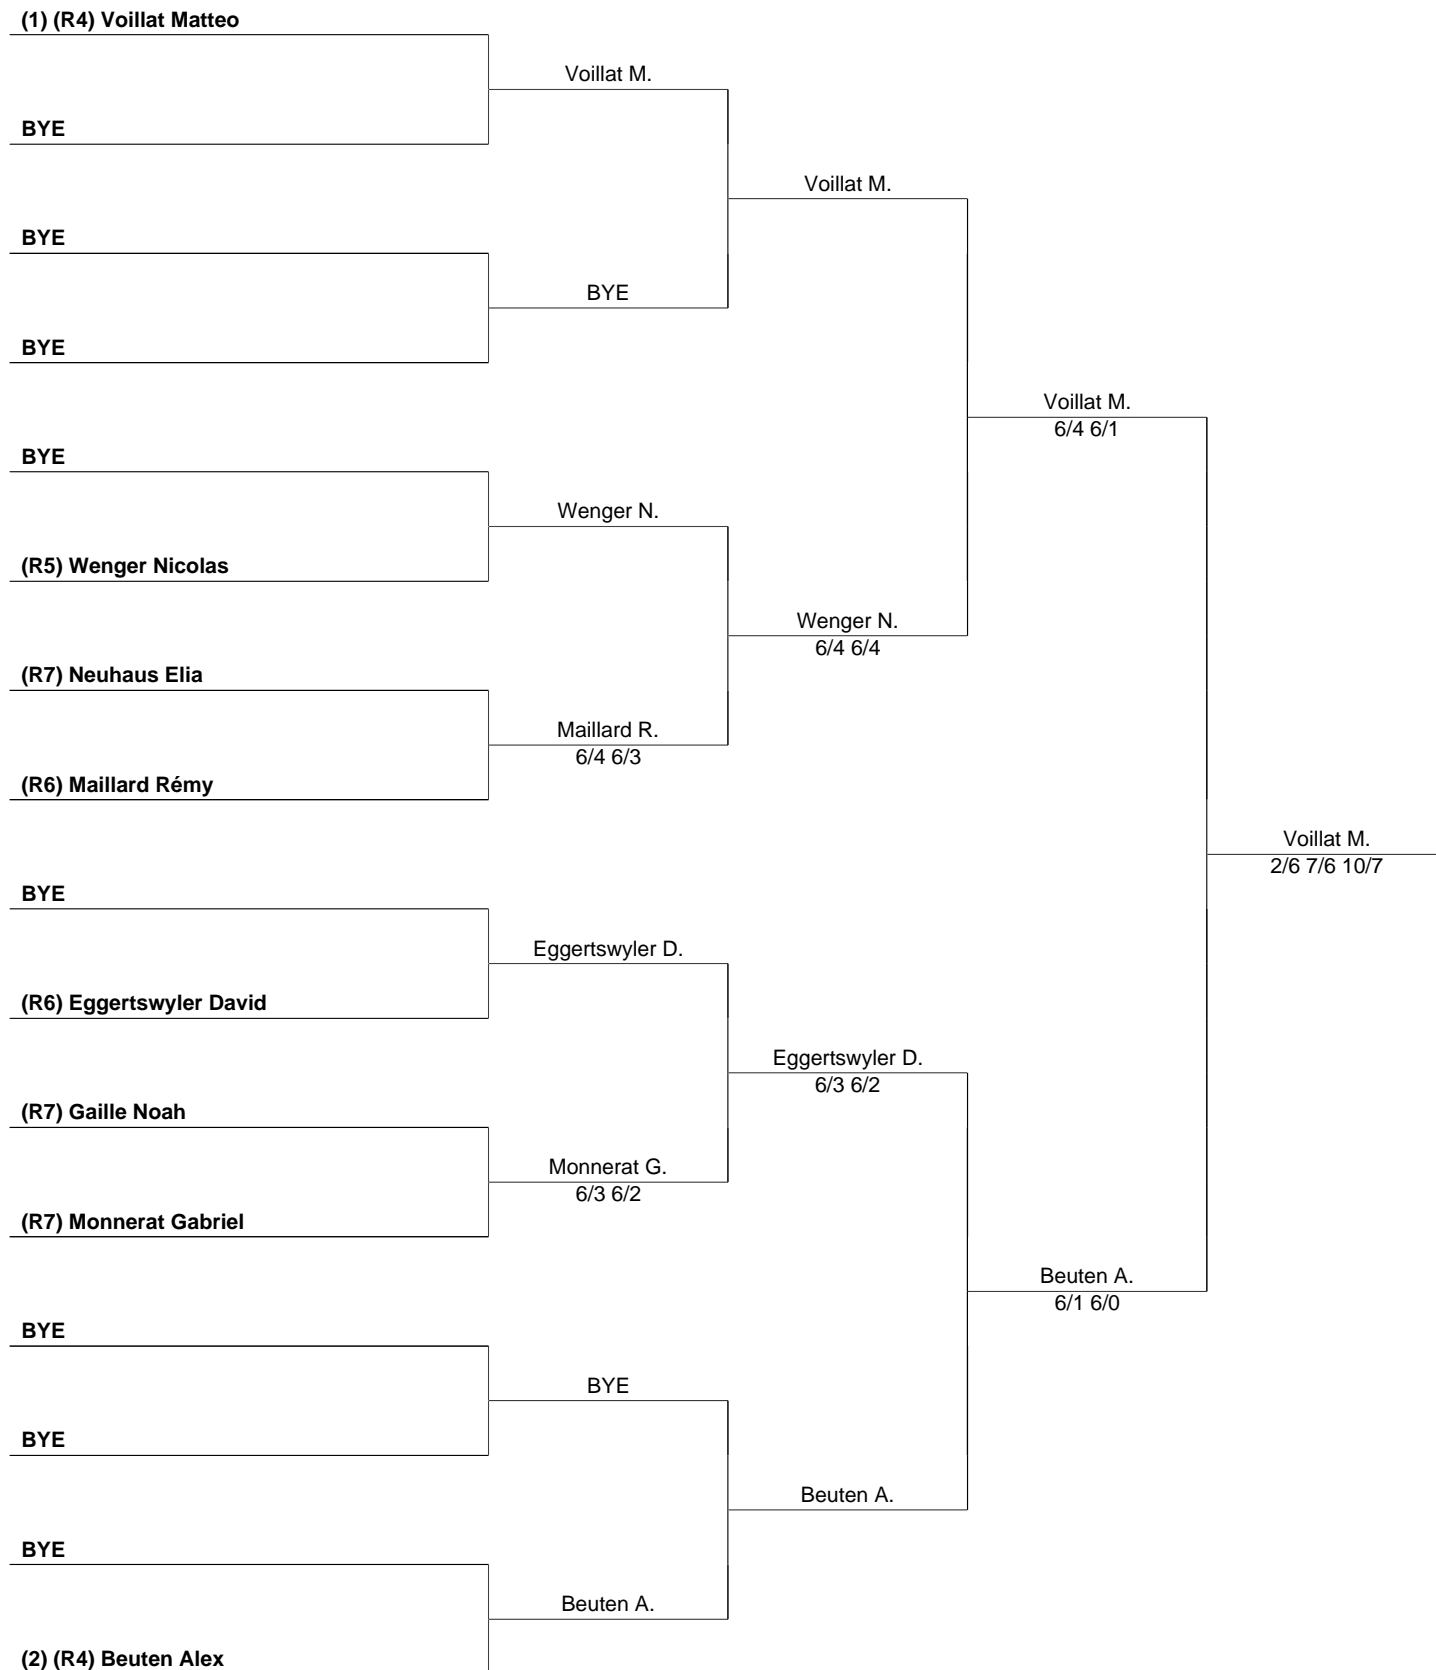 (1) (R4) Voillat Matteo
Voillat M.
BYE
Voillat M.
BYE
BYE
BYE
Voillat M.
6/4 6/1
BYE
Wenger N.
(R5) Wenger Nicolas
Wenger N.
6/4 6/4
(R7) Neuhaus Elia
Maillard R.
6/4 6/3
(R6) Maillard Rémy
Voillat M.
2/6 7/6 10/7
BYE
Eggertswyler D.
(R6) Eggertswyler David
Eggertswyler D.
6/3 6/2
(R7) Gaille Noah
Monnerat G.
6/3 6/2
(R7) Monnerat Gabriel
Beuten A.
6/1 6/0
BYE
BYE
BYE
Beuten A.
BYE
Beuten A.
(2) (R4) Beuten Alex